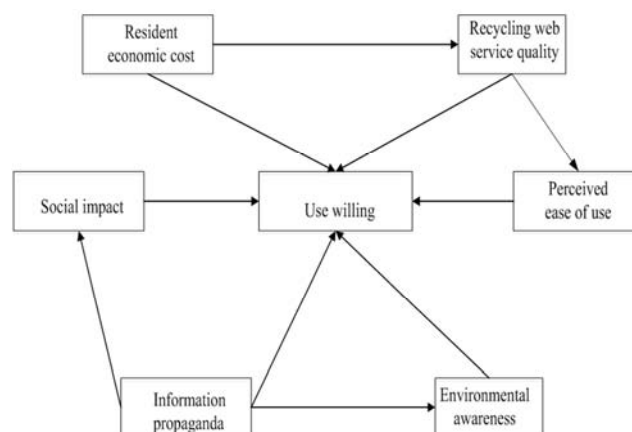 Resident
economic cost
Recycling web
service quality
Social impact
Use willing
Perceived
ease of use
Information
propaganda
Environmental
awareness